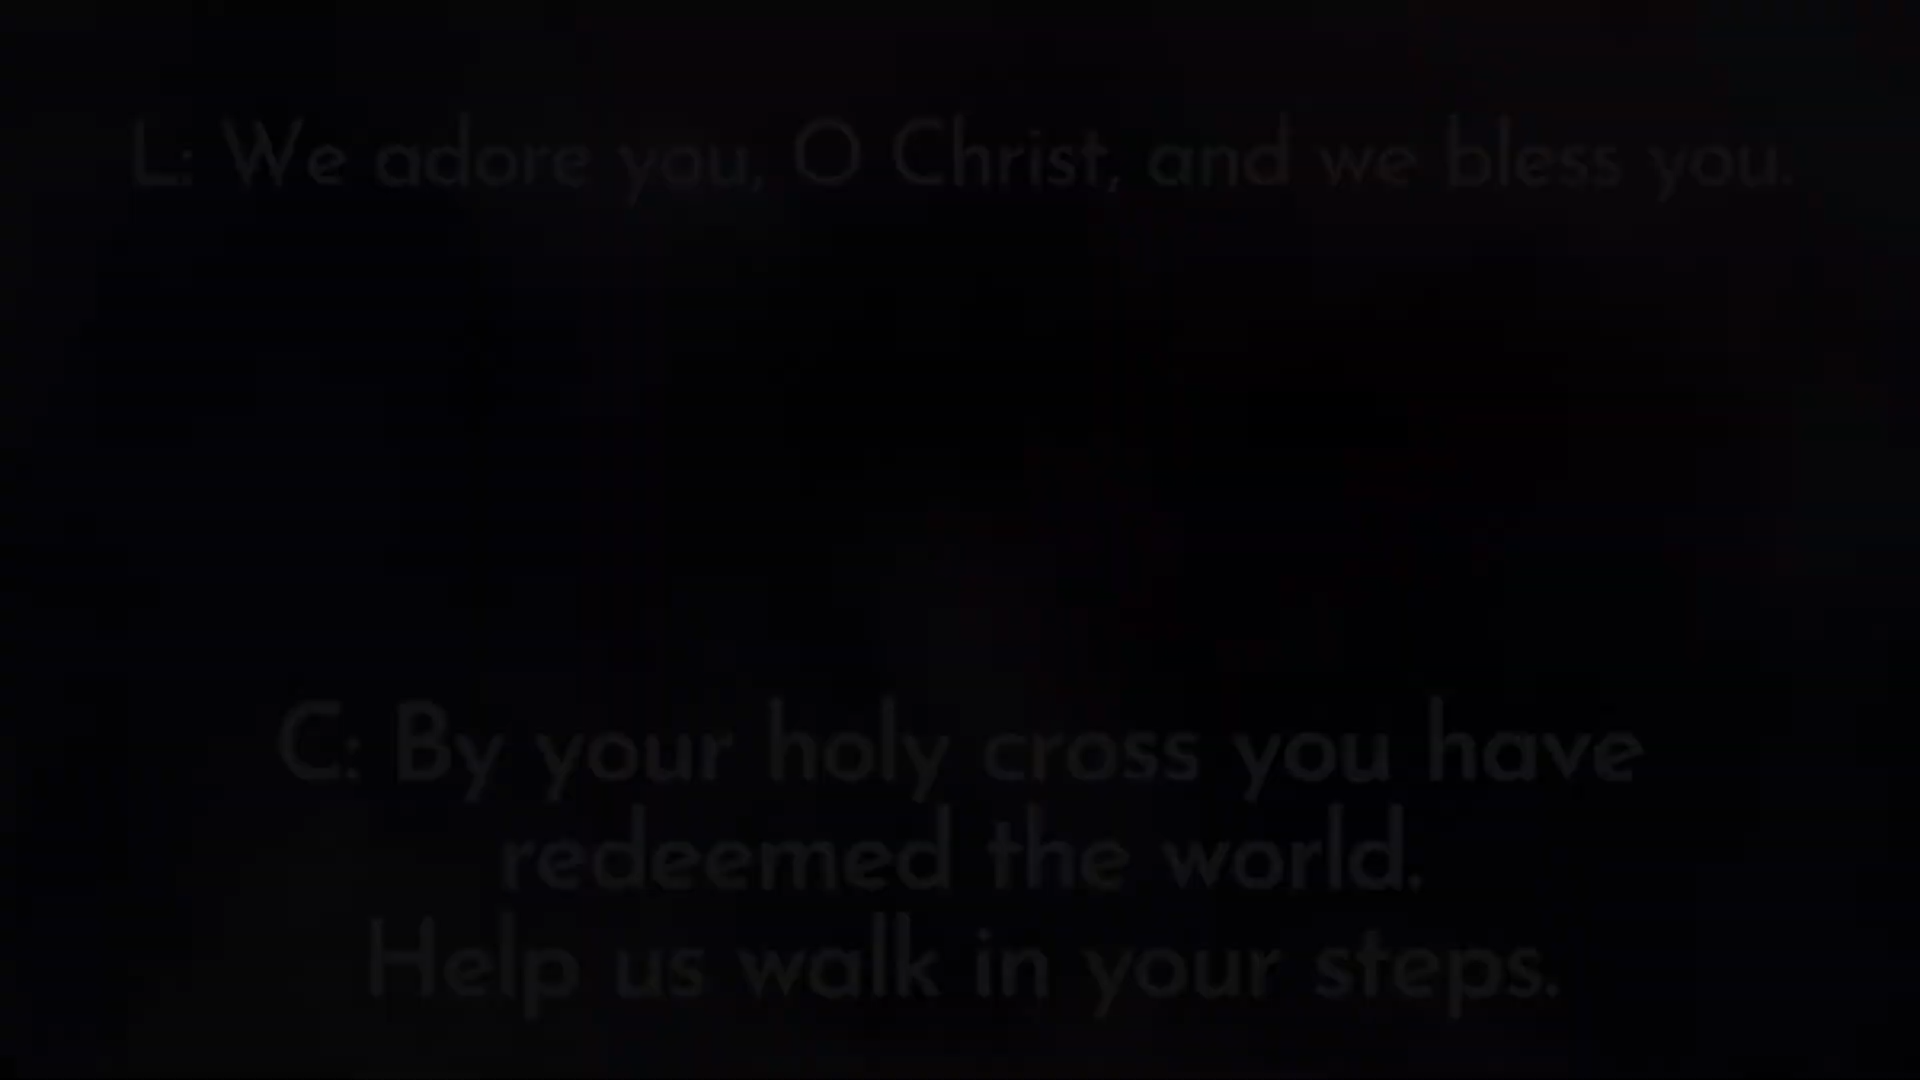 L: We adore you, O Christ, and we bless you.
C: By your holy cross you have
redeemed the world.
Help us walk in your steps.